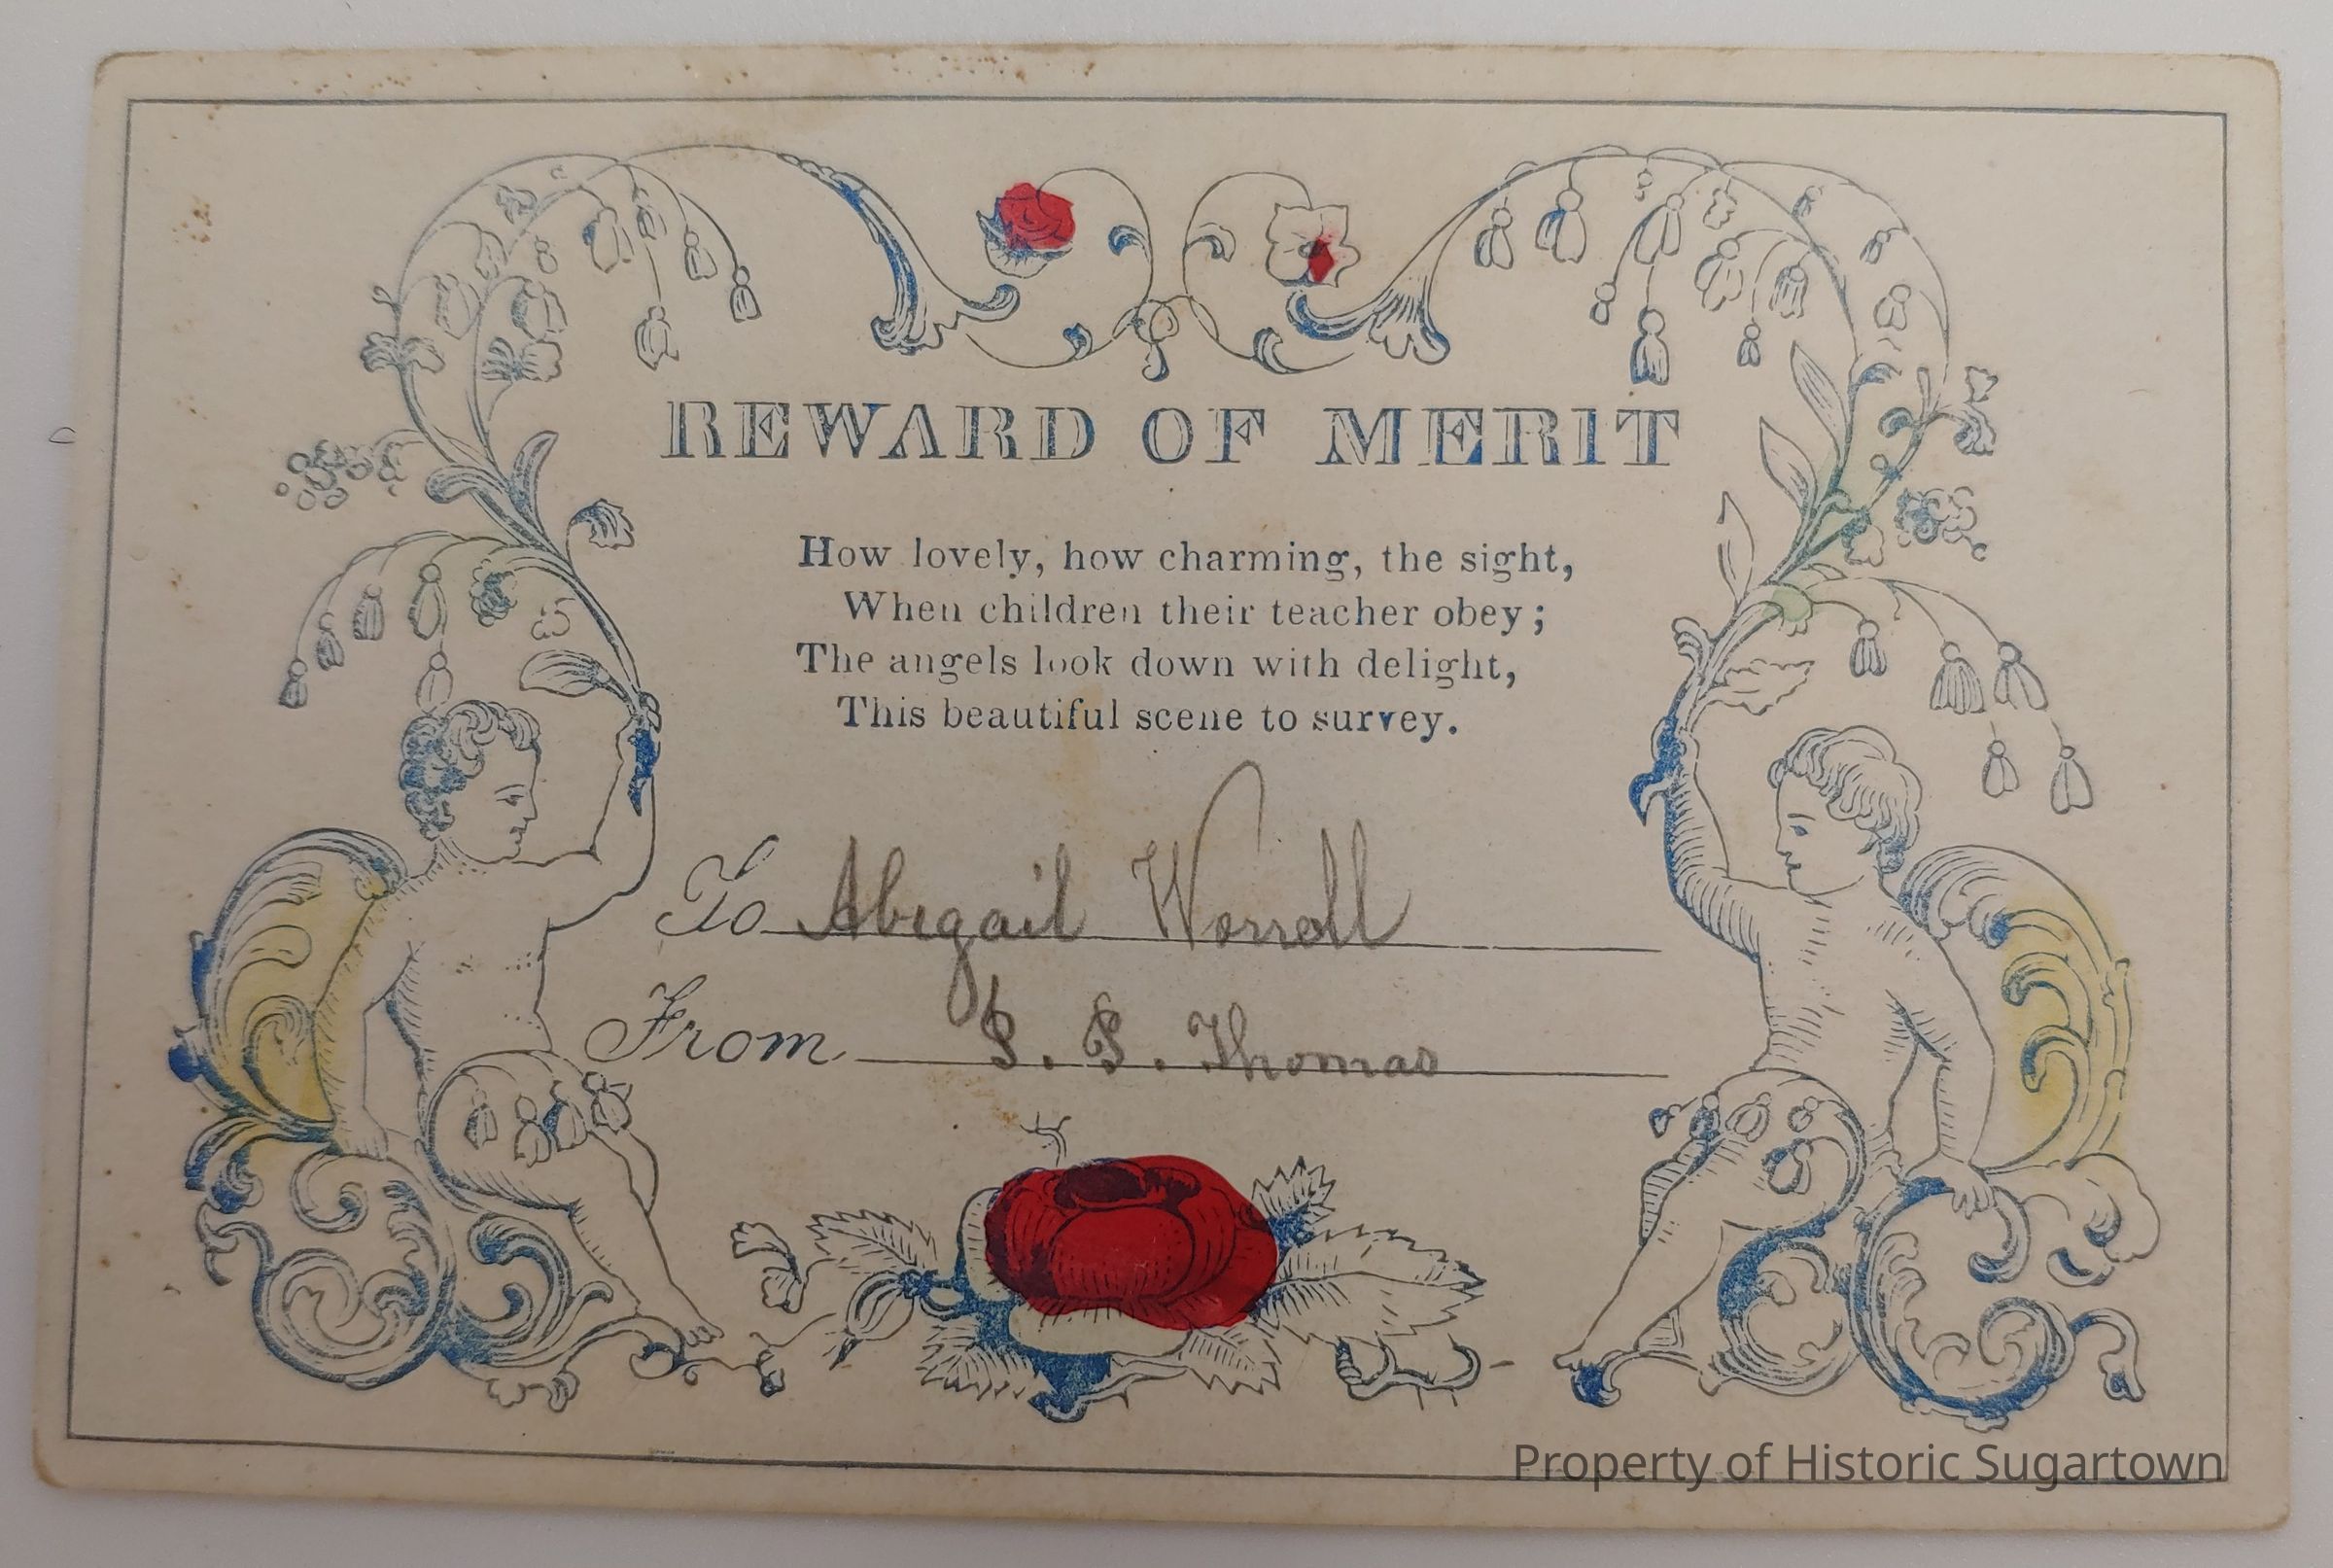 REWARD OF MERIT
How lovely, how charming, the sight,
When children their teacher obey;
The angels look down with delight,
This beautiful scene to survey.
To Abigail Worrell
From Thomas
Property of Historic Sugartown